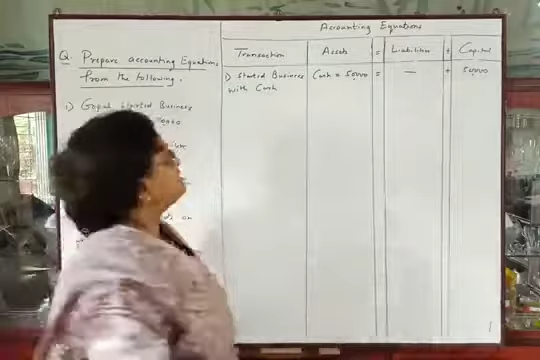 Accounting Equations
Q. Prepare accounting Equations
from the following.
1) Gopal started Business
Transaction Assets = Liabilities + Capital
1) Started Business Cash = 50000 = — + 50000
with Cash
on